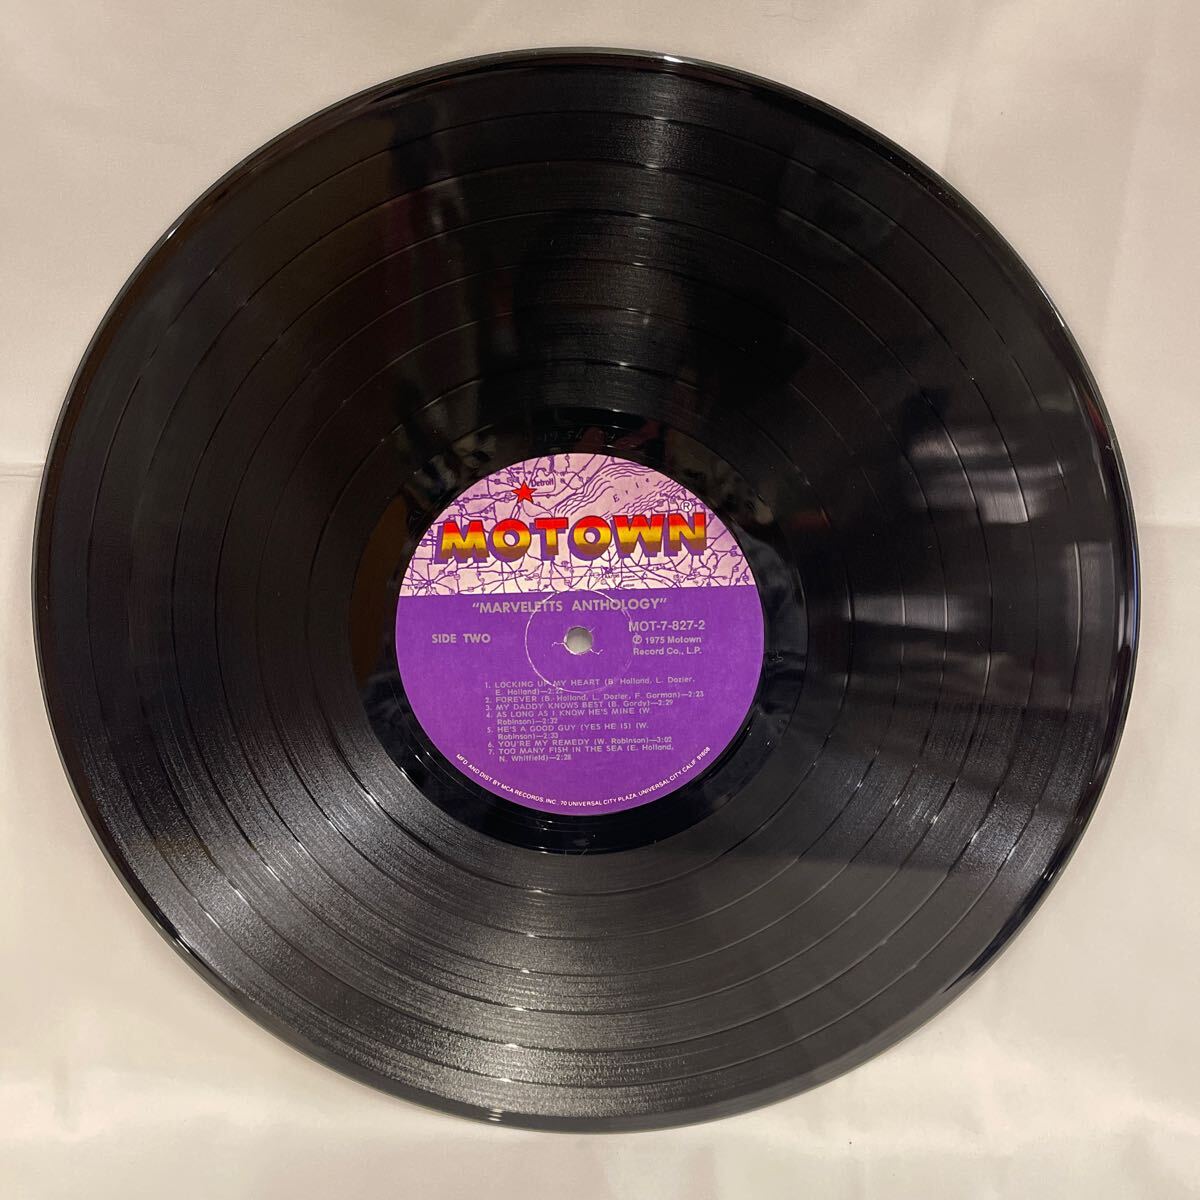 Detroit
ERIE
MOTOWN®
"MARVELETTS ANTHOLOGY"
MOT-7-827-2
SIDE TWO
℗ 1975 Motown
Record Co., L.P.
1. LOCKING UP MY HEART (B. Holland, L. Dozier,
E. Holland)—2:22
2. FOREVER (B. Holland, L. Dozier, F. Gorman)—2:23
3. MY DADDY KNOWS BEST (B. Gordy)—2:29
4. AS LONG AS I KNOW HE'S MINE (W.
Robinson)—2:32
5. HE'S A GOOD GUY (YES HE IS) (W.
Robinson)—2:33
6. YOU'RE MY REMEDY (W. Robinson)—3:02
7. TOO MANY FISH IN THE SEA (E. Holland,
N. Whitfield)—2:28
MFD AND DIST BY MCA RECORDS, INC., 70 UNIVERSAL CITY PLAZA, UNIVERSAL CITY, CALIF 91608